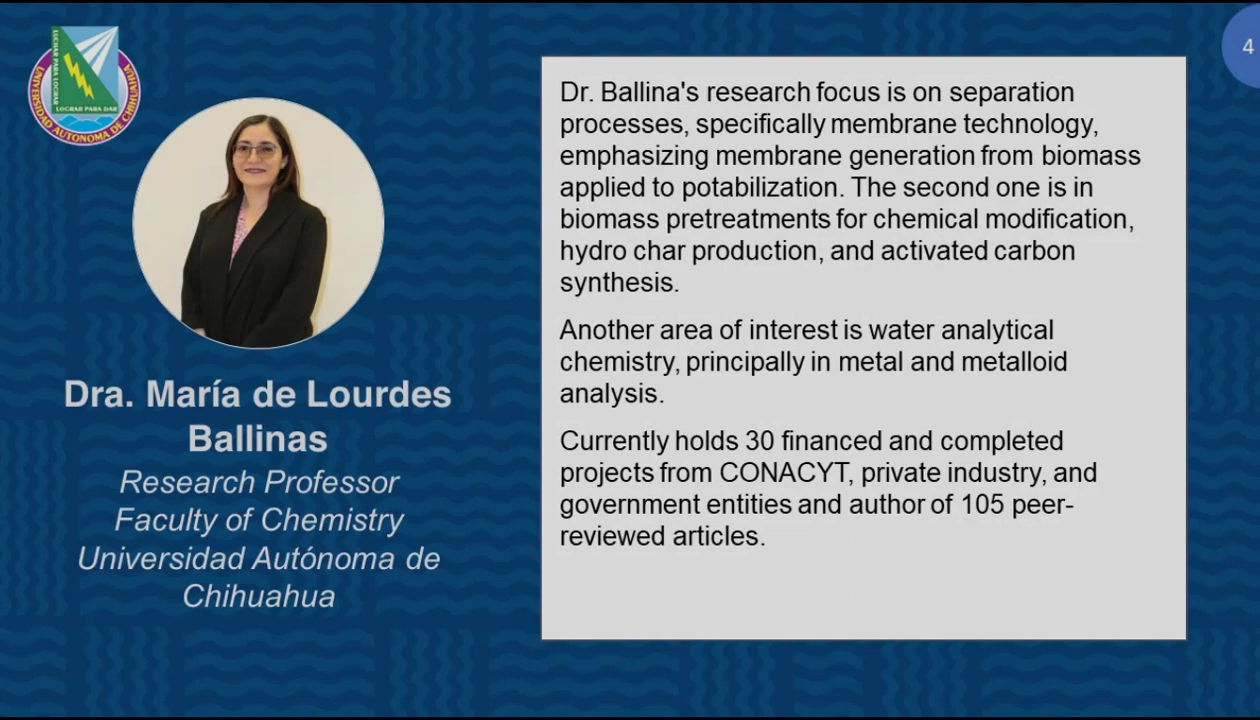 LUCHAR PARA LOGRAR
LOGRAR PARA DAR
UNIVERSIDAD AUTONOMA DE CHIHUAHUA
4
Dra. María de Lourdes
Ballinas
Research Professor
Faculty of Chemistry
Universidad Autónoma de
Chihuahua
Dr. Ballina's research focus is on separation
processes, specifically membrane technology,
emphasizing membrane generation from biomass
applied to potabilization. The second one is in
biomass pretreatments for chemical modification,
hydro char production, and activated carbon
synthesis.
Another area of interest is water analytical
chemistry, principally in metal and metalloid
analysis.
Currently holds 30 financed and completed
projects from CONACYT, private industry, and
government entities and author of 105 peer-
reviewed articles.